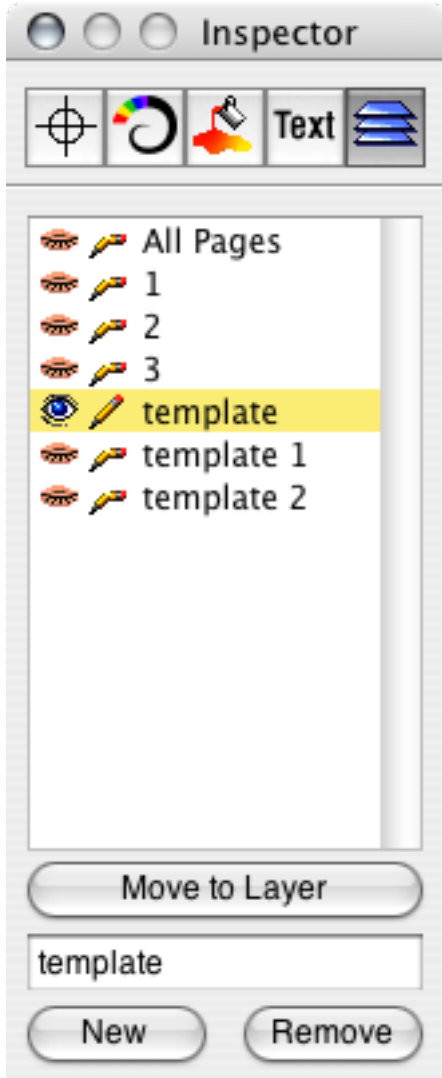 Inspector
Text
All Pages
1
2
3
template
template 1
template 2
Move to Layer
template
New Remove